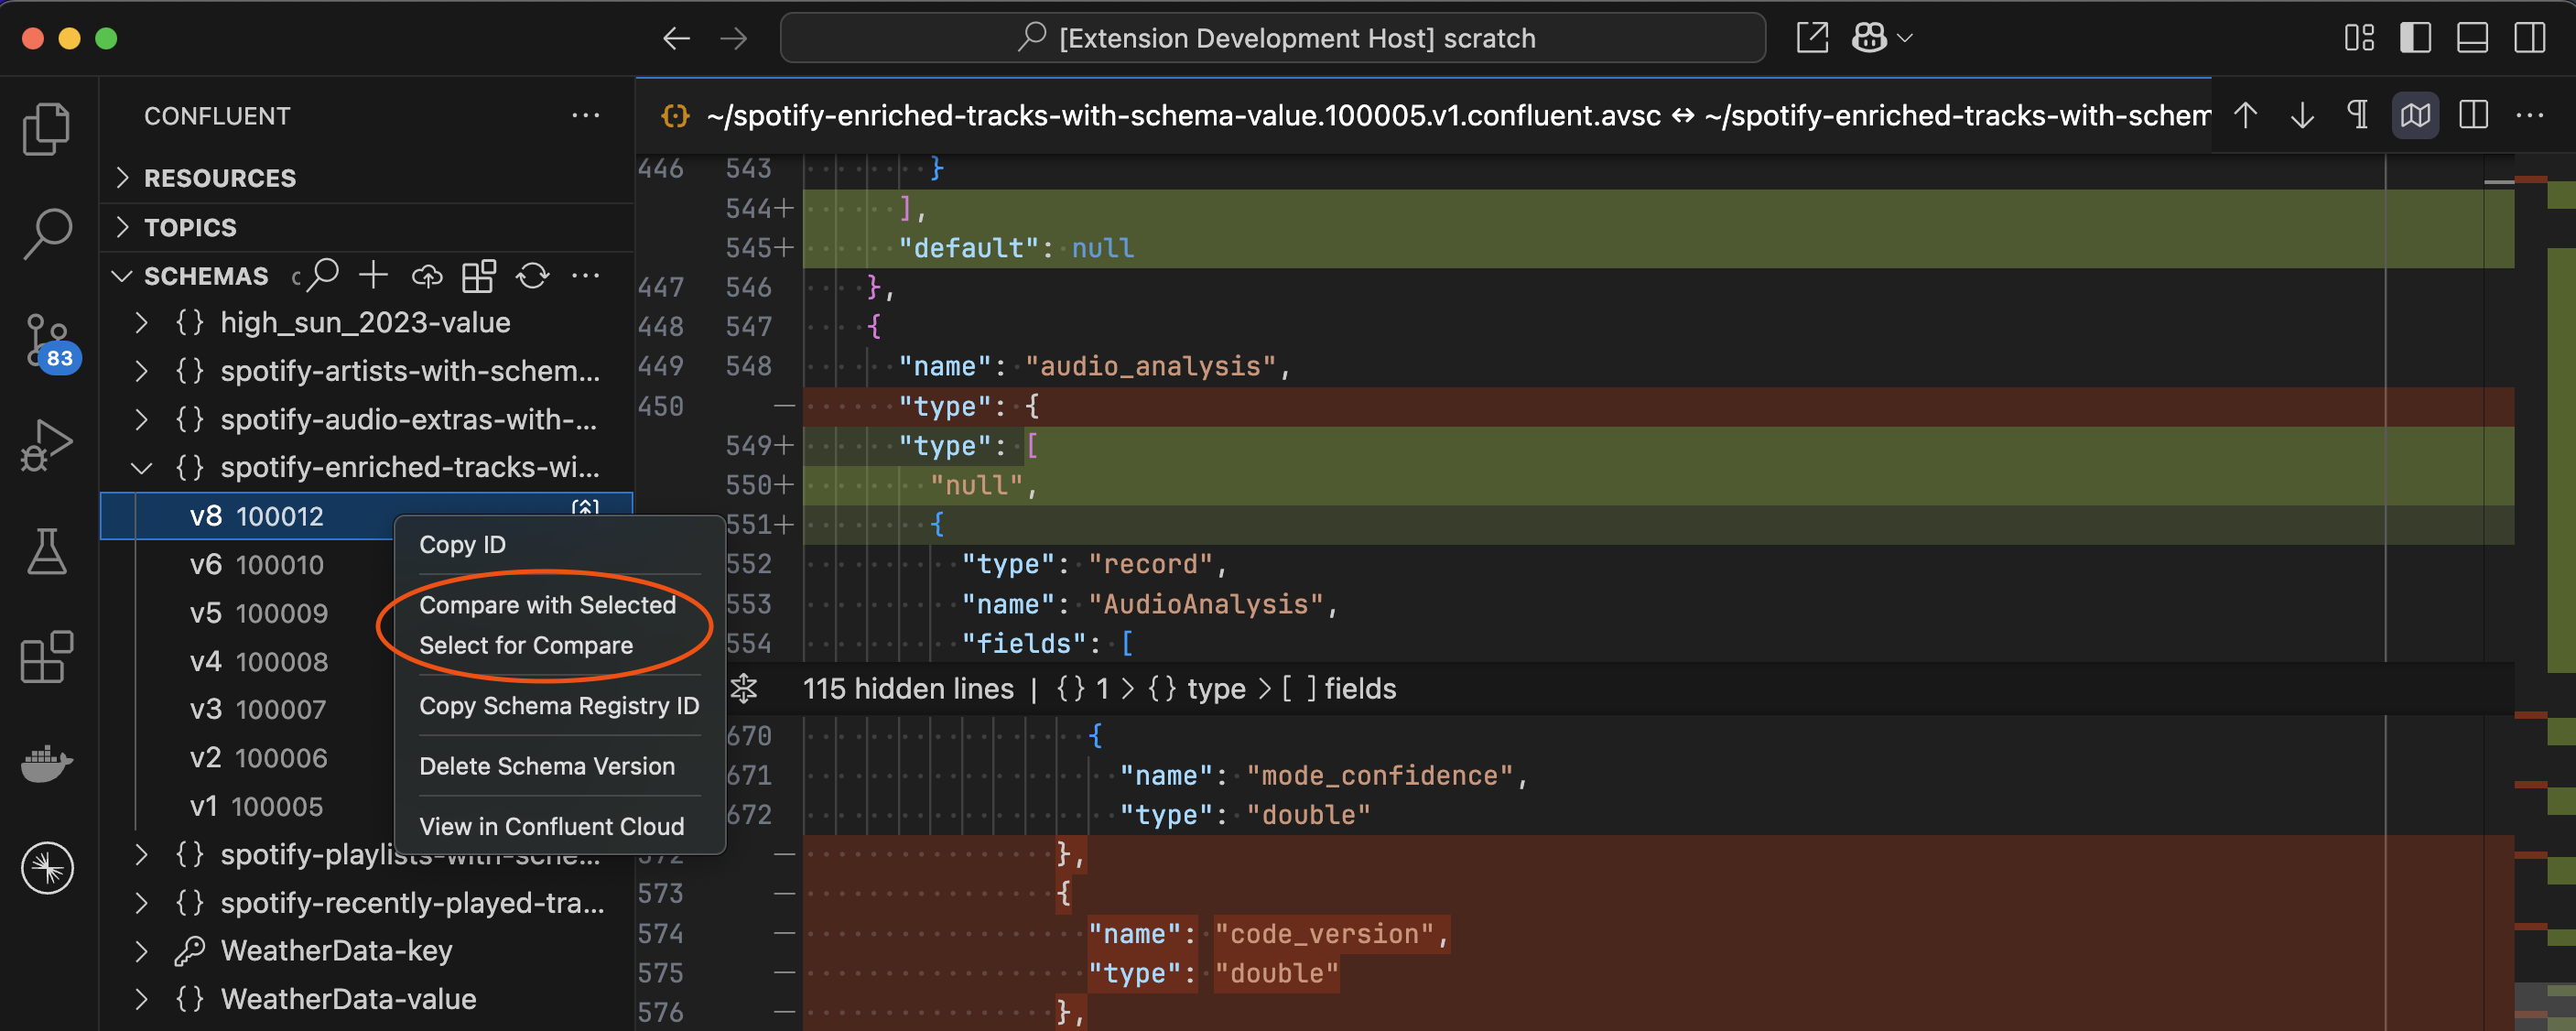 [Extension Development Host] scratch
CONFLUENT
RESOURCES
TOPICS
SCHEMAS
high_sun_2023-value
spotify-artists-with-schem...
spotify-audio-extras-with-...
spotify-enriched-tracks-wi...
v8 100012
v6 100010
v5 100009
v4 100008
v3 100007
v2 100006
v1 100005
spotify-playlists-with-sche...
spotify-recently-played-tra...
WeatherData-key
WeatherData-value
83
Copy ID
Compare with Selected
Select for Compare
Copy Schema Registry ID
Delete Schema Version
View in Confluent Cloud
~/spotify-enriched-tracks-with-schema-value.100005.v1.confluent.avsc ↔ ~/spotify-enriched-tracks-with-schem
446 543 }
544+ ],
545+ "default": null
447 546 },
448 547 {
449 548 "name": "audio_analysis",
450 — "type": {
549+ "type": [
550+ "null",
551+ {
552 "type": "record",
553 "name": "AudioAnalysis",
554 "fields": [
115 hidden lines | {} 1 > {} type > [ ] fields
670 {
671 "name": "mode_confidence",
672 "type": "double"
572 — },
573 — {
574 — "name": "code_version",
575 — "type": "double"
576 — },